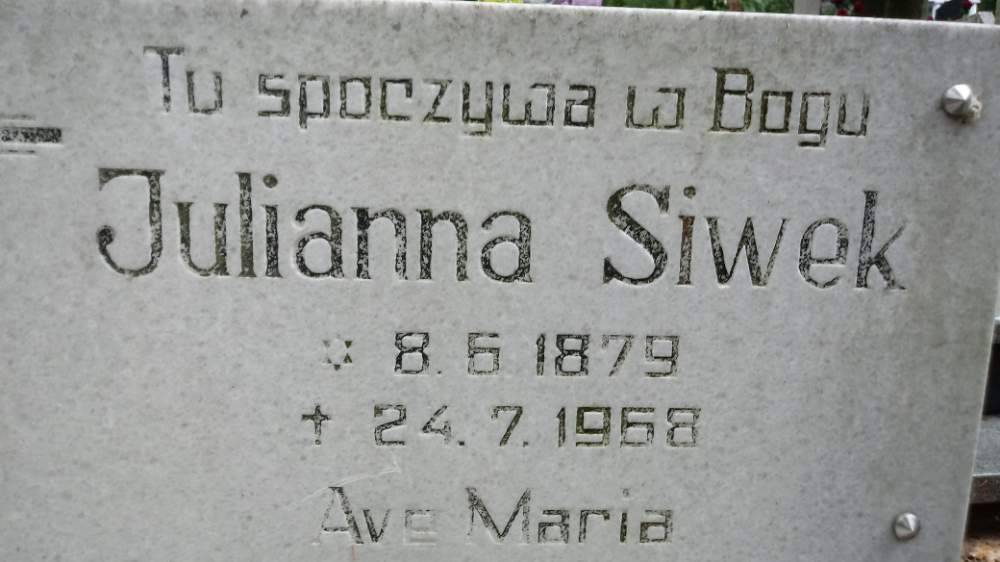 Tu spoczywa w Bogu
Julianna Siwek
8.6 1879
✝ 24.7.1968
Ave Maria